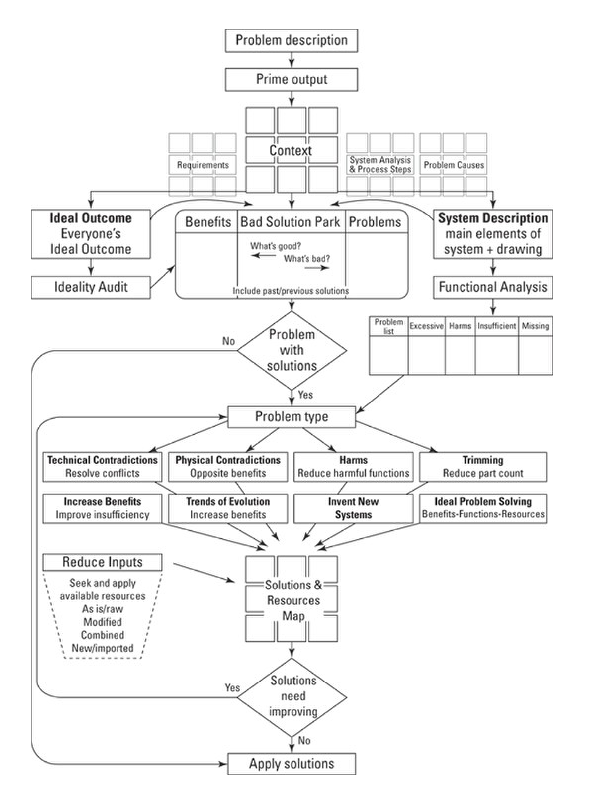 Problem description
Prime output
Context
Requirements
System Analysis
& Process Steps
Problem Causes
Ideal Outcome
Everyone's
Ideal Outcome
Ideality Audit
Benefits
Bad Solution Park
Problems
What's good?
What's bad?
Include past/previous solutions
System Description
main elements of
system + drawing
Functional Analysis
Problem
list
Excessive
Harms
Insufficient
Missing
No
Problem
with
solutions
Yes
Problem type
Technical Contradictions
Resolve conflicts
Physical Contradictions
Opposite benefits
Harms
Reduce harmful functions
Trimming
Reduce part count
Increase Benefits
Improve insufficiency
Trends of Evolution
Increase benefits
Invent New
Systems
Ideal Problem Solving
Benefits-Functions-Resources
Reduce Inputs
Seek and apply
available resources
As is/raw
Modified
Combined
New/imported
Solutions &
Resources
Map
Yes
Solutions
need
improving
No
Apply solutions